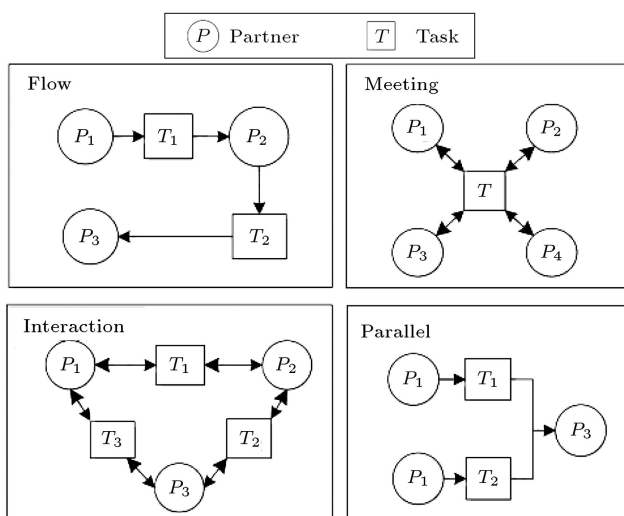 P Partner T Task
Flow
P₁ T₁ P₂
P₃ T₂
Meeting
P₁ P₂
T
P₃ P₄
Interaction
P₁ T₁ P₂
T₃ T₂
P₃
Parallel
P₁ T₁
P₃
P₁ T₂